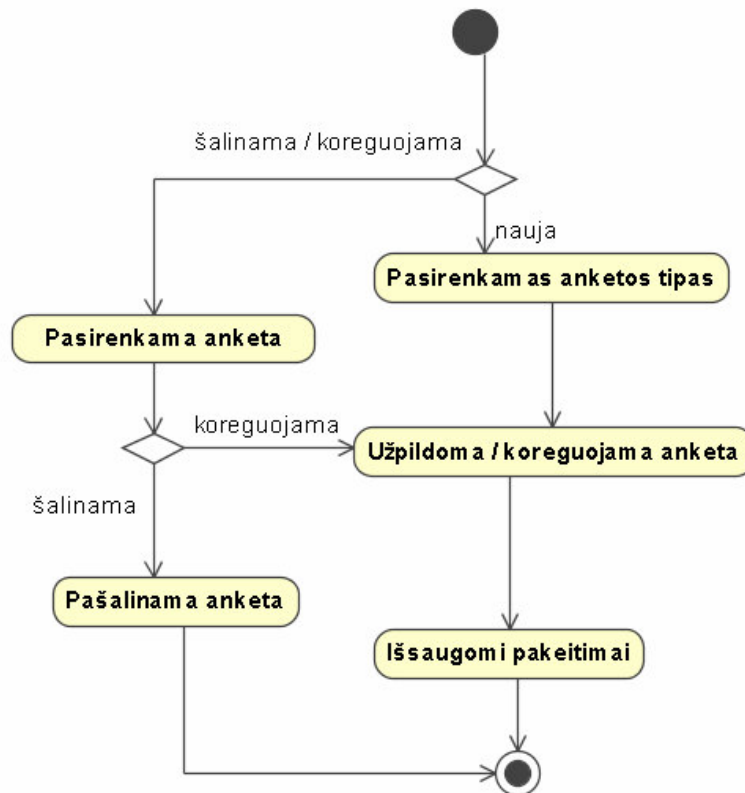 šalinama / koreguojama
nauja
Pasirenkamas anketos tipas
Pasirenkama anketa
koreguojama
Užpildoma / koreguojama anketa
šalinama
Pašalinama anketa
Išsaugomi pakeitimai